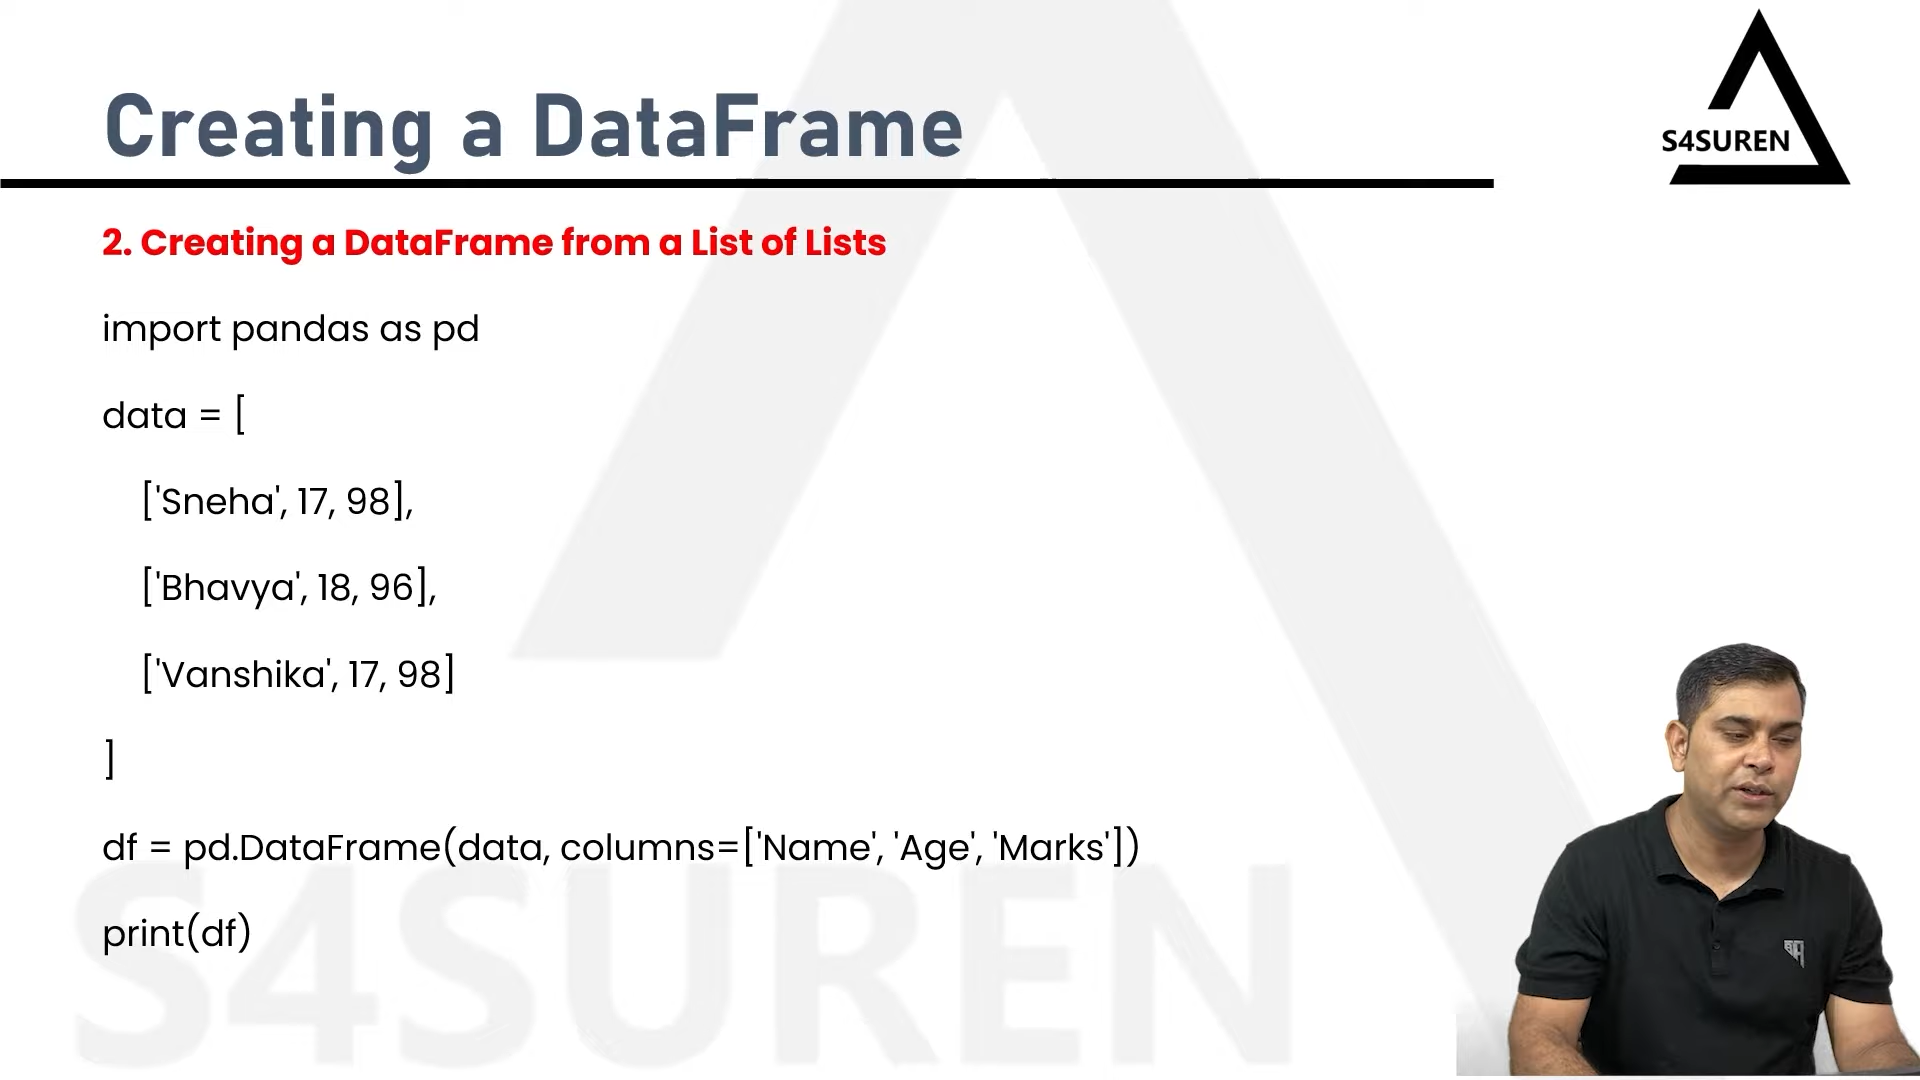 Creating a DataFrame
S4SUREN
2. Creating a DataFrame from a List of Lists
import pandas as pd
data = [
['Sneha', 17, 98],
['Bhavya', 18, 96],
['Vanshika', 17, 98]
]
df = pd.DataFrame(data, columns=['Name', 'Age', 'Marks'])
print(df)
S4SUREN